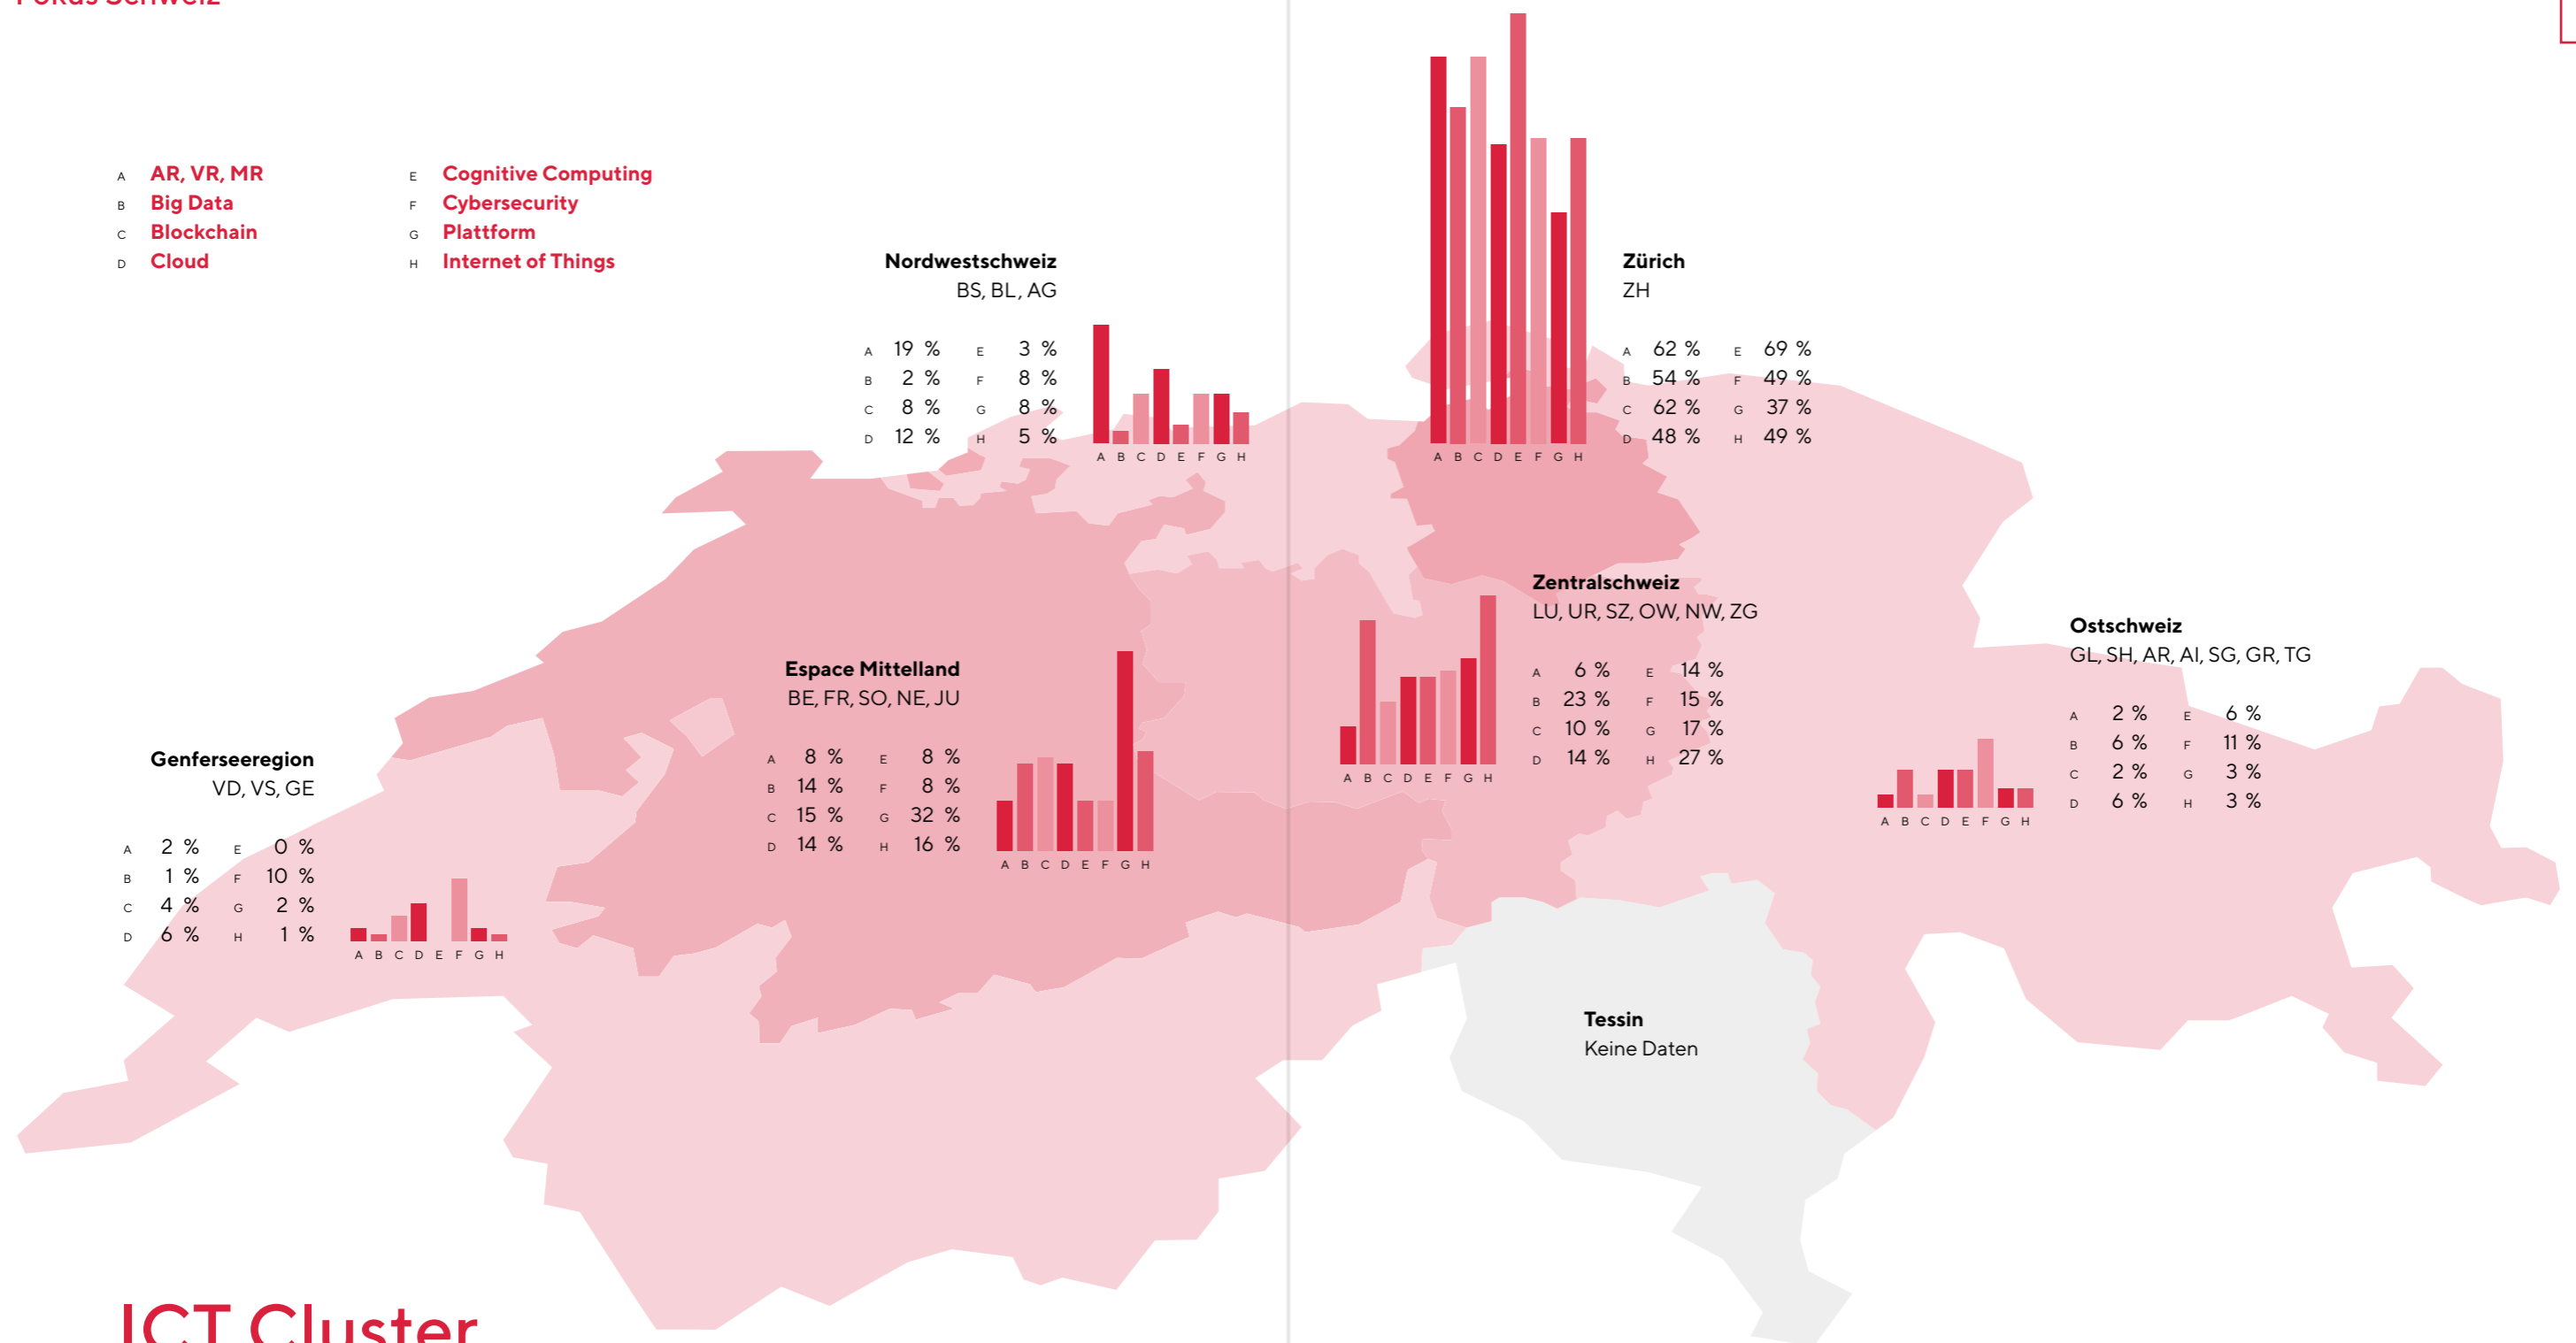 Fokus Schweiz
A AR, VR, MR
B Big Data
C Blockchain
D Cloud
E Cognitive Computing
F Cybersecurity
G Plattform
H Internet of Things
Nordwestschweiz
BS, BL, AG
A 19 % E 3 %
B 2 % F 8 %
C 8 % G 8 %
D 12 % H 5 %
A B C D E F G H
Zürich
ZH
A 62 % E 69 %
B 54 % F 49 %
C 62 % G 37 %
D 48 % H 49 %
A B C D E F G H
Zentralschweiz
LU, UR, SZ, OW, NW, ZG
A 6 % E 14 %
B 23 % F 15 %
C 10 % G 17 %
D 14 % H 27 %
A B C D E F G H
Ostschweiz
GL, SH, AR, AI, SG, GR, TG
A 2 % E 6 %
B 6 % F 11 %
C 2 % G 3 %
D 6 % H 3 %
A B C D E F G H
Espace Mittelland
BE, FR, SO, NE, JU
A 8 % E 8 %
B 14 % F 8 %
C 15 % G 32 %
D 14 % H 16 %
A B C D E F G H
Genferseeregion
VD, VS, GE
A 2 % E 0 %
B 1 % F 10 %
C 4 % G 2 %
D 6 % H 1 %
A B C D E F G H
Tessin
Keine Daten
ICT Cluster